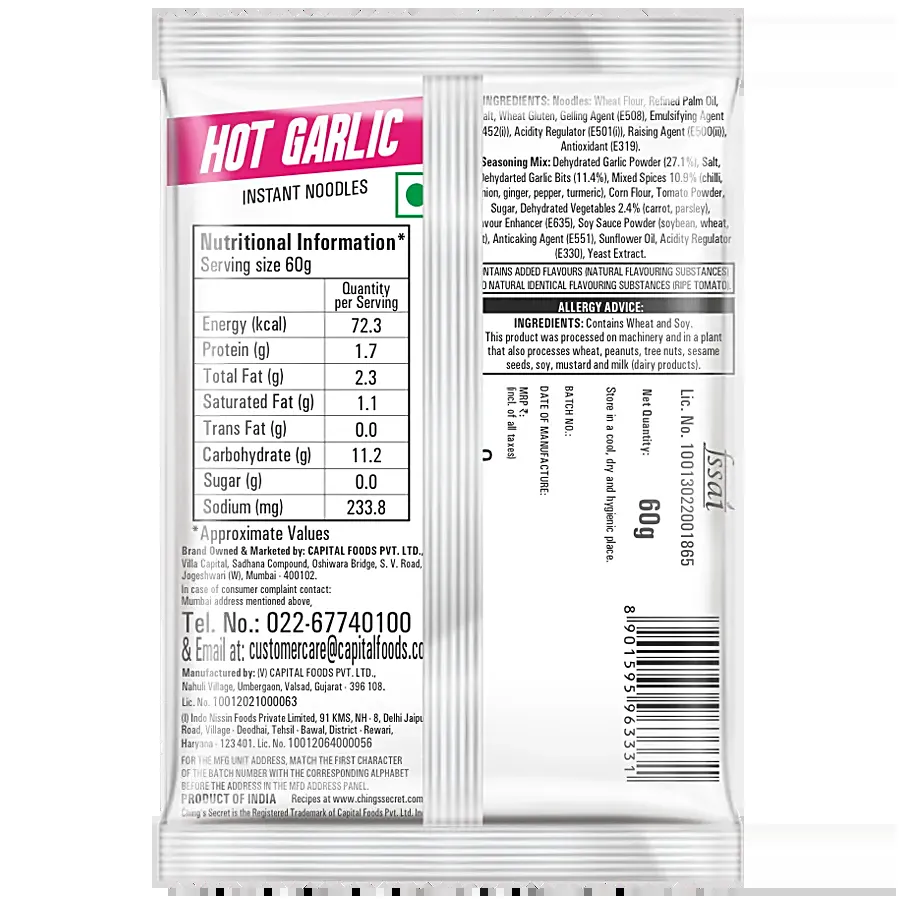 HOT GARLIC
INSTANT NOODLES
Nutritional Information*
Serving size 60g
Quantity
per Serving
Energy (kcal) 72.3
Protein (g) 1.7
Total Fat (g) 2.3
Saturated Fat (g) 1.1
Trans Fat (g) 0.0
Carbohydrate (g) 11.2
Sugar (g) 0.0
Sodium (mg) 233.8
*Approximate Values
Brand Owned & Marketed by: CAPITAL FOODS PVT. LTD.,
Villa Capital, Sadhana Compound, Oshiwara Bridge, S. V. Road,
Jogeshwari (W), Mumbai - 400102.
In case of consumer complaint contact:
Mumbai address mentioned above,
Tel. No.: 022-67740100
& Email at: customercare@capitalfoods.co
Manufactured by: (V) CAPITAL FOODS PVT. LTD.,
Nahuli Village, Umbergaon, Valsad, Gujarat - 396 108.
Lic. No. 10012021000063
(I) Indo Nissin Foods Private Limited, 91 KMS, NH - 8, Delhi Jaipu
Road, Village - Deodhai, Tehsil - Bawal, District - Rewari,
Haryana - 123 401. Lic. No. 10012064000056
FOR THE MFG UNIT ADDRESS, MATCH THE FIRST CHARACTER
OF THE BATCH NUMBER WITH THE CORRESPONDING ALPHABET
BEFORE THE ADDRESS IN THE MFD ADDRESS PANEL.
PRODUCT OF INDIA Recipes at www.chingssecret.com
Ching's Secret is the Registered Trademark of Capital Foods Pvt. Ltd. In
INGREDIENTS: Noodles: Wheat Flour, Refined Palm Oil,
alt, Wheat Gluten, Gelling Agent (E508), Emulsifying Agent
452(i)), Acidity Regulator (E501(i)), Raising Agent (E500(ii)),
Antioxidant (E319).
Seasoning Mix: Dehydrated Garlic Powder (27.1%), Salt,
Dehydarted Garlic Bits (11.4%), Mixed Spices 10.9% (chilli,
nion, ginger, pepper, turmeric), Corn Flour, Tomato Powder,
Sugar, Dehydrated Vegetables 2.4% (carrot, parsley),
avour Enhancer (E635), Soy Sauce Powder (soybean, wheat,
t), Anticaking Agent (E551), Sunflower Oil, Acidity Regulator
(E330), Yeast Extract.
NTAINS ADDED FLAVOURS (NATURAL FLAVOURING SUBSTANCES)
D NATURAL IDENTICAL FLAVOURING SUBSTANCES (RIPE TOMATO).
ALLERGY ADVICE:
INGREDIENTS: Contains Wheat and Soy.
This product was processed on machinery and in a plant
that also processes wheat, peanuts, tree nuts, sesame
seeds, soy, mustard and milk (dairy products).
fssai
Lic. No. 10013022001865
Net Quantity: 60g
Store in a cool, dry and hygienic place.
BATCH NO.:
DATE OF MANUFACTURE:
MRP ₹:
(incl. of all taxes)
8901595963331